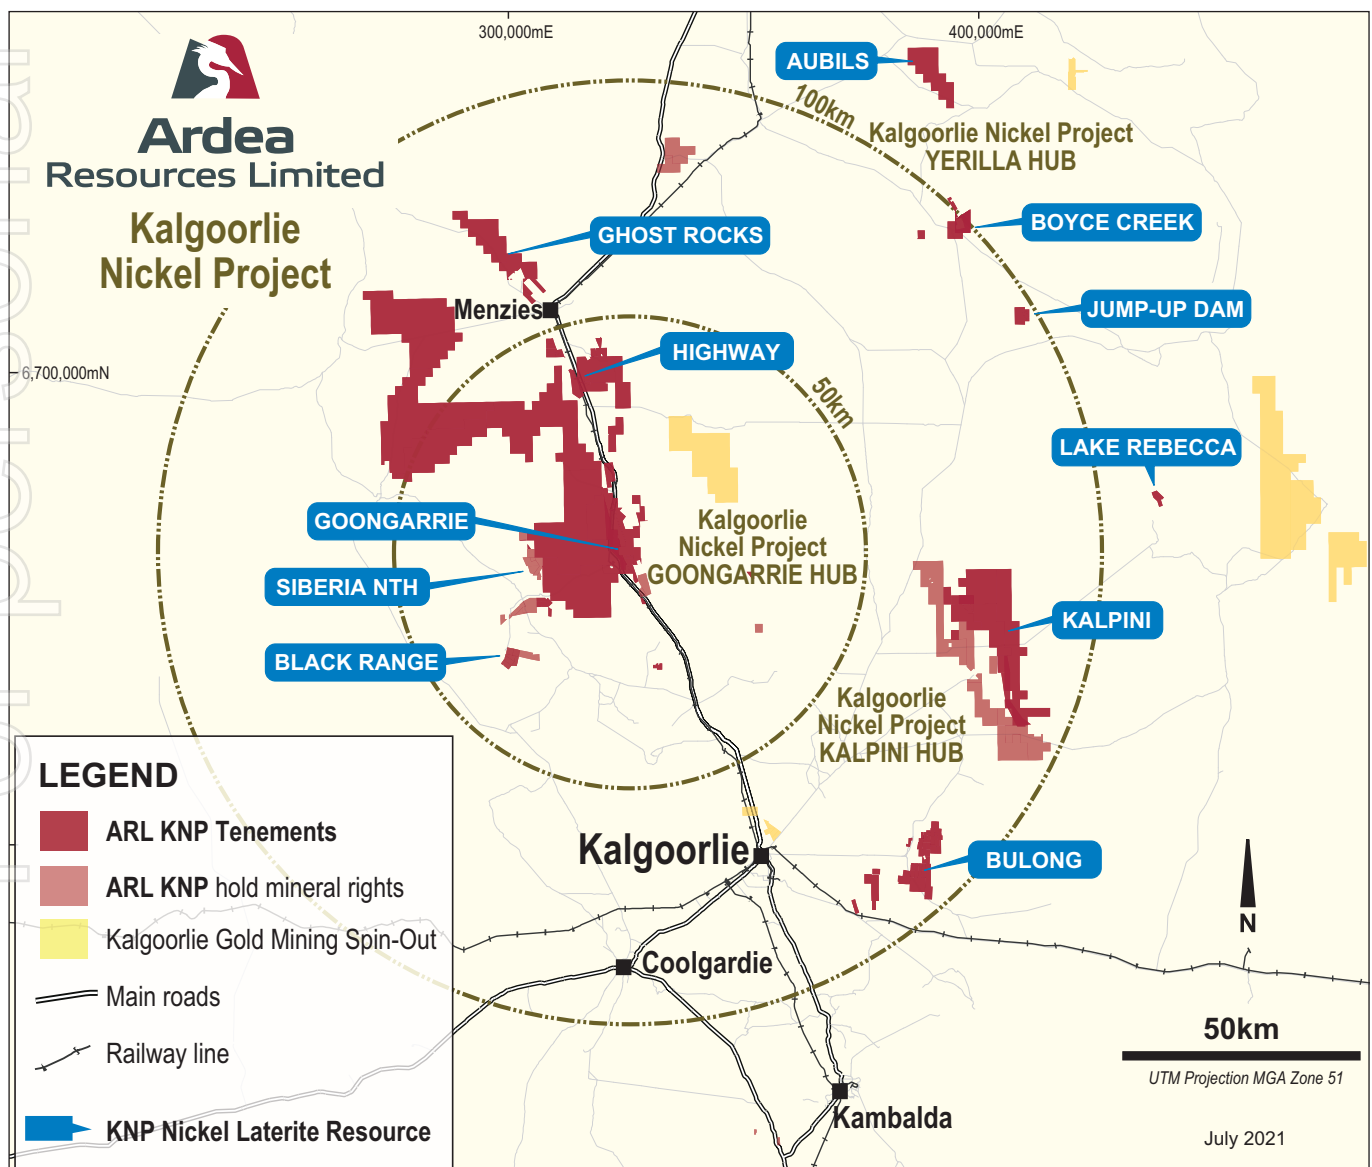 300,000mE
400,000mE
Ardea
Resources Limited
Kalgoorlie
Nickel Project
AUBILS
100km
Kalgoorlie Nickel Project
YERILLA HUB
GHOST ROCKS
BOYCE CREEK
Menzies
JUMP-UP DAM
HIGHWAY
6,700,000mN
50km
LAKE REBECCA
GOONGARRIE
Kalgoorlie
Nickel Project
GOONGARRIE HUB
SIBERIA NTH
KALPINI
BLACK RANGE
Kalgoorlie
Nickel Project
KALPINI HUB
Kalgoorlie
BULONG
N
Coolgardie
Kambalda
LEGEND
ARL KNP Tenements
ARL KNP hold mineral rights
Kalgoorlie Gold Mining Spin-Out
Main roads
Railway line
KNP Nickel Laterite Resource
50km
UTM Projection MGA Zone 51
July 2021